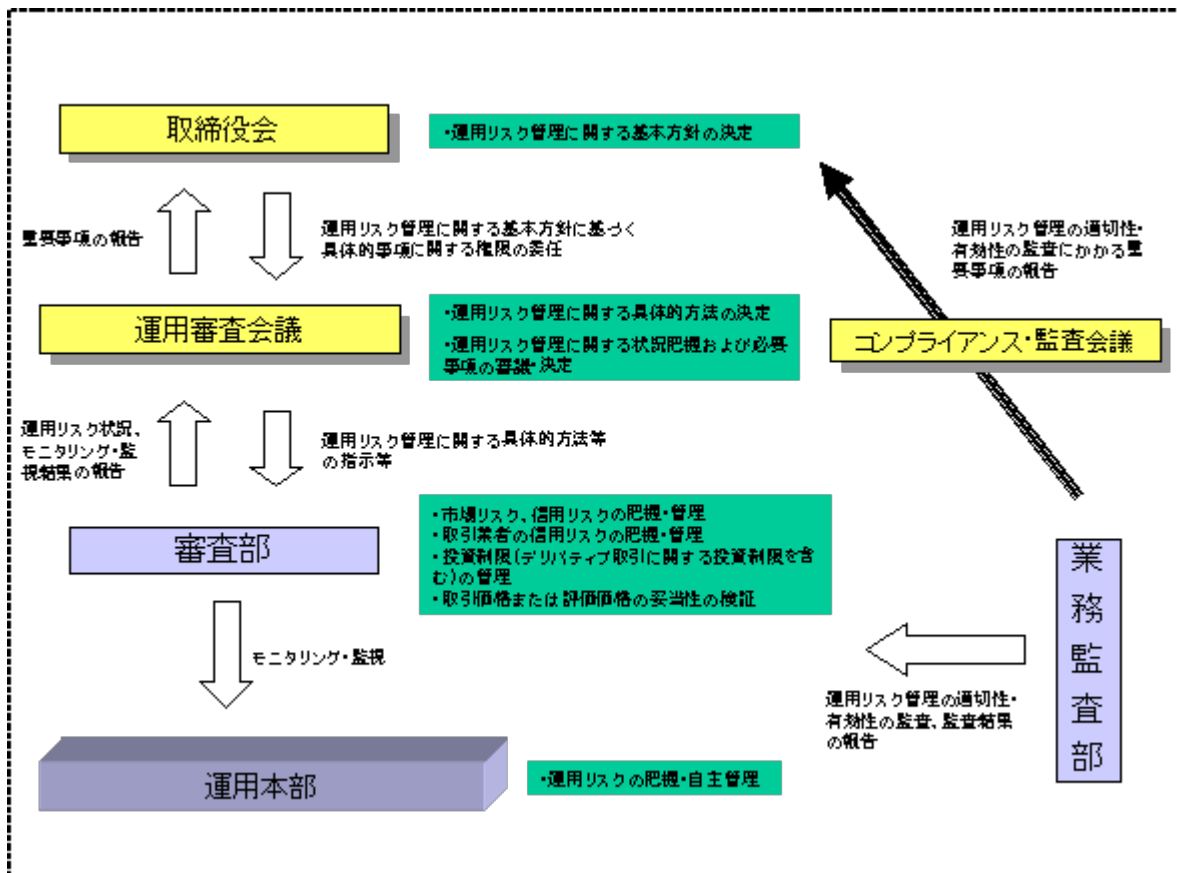 取締役会
・運用リスク管理に関する基本方針の決定
重要事項の報告
運用リスク管理に関する基本方針に基づく
具体的事項に関する権限の委任
運用リスク管理の適切性・
有効性の監査にかかる重
要事項の報告
運用審査会議
・運用リスク管理に関する具体的方法の決定
・運用リスク管理に関する状況把握および必要
事項の審議・決定
コンプライアンス・監査会議
運用リスク状況、
モニタリング・監
視結果の報告
運用リスク管理に関する具体的方法等
の指示等
審査部
・市場リスク、信用リスクの把握・管理
・取引業者の信用リスクの把握・管理
・投資制限(デリバティブ取引に関する投資制限を含
む)の管理
・取引価格または評価価格の妥当性の検証
業務監査部
モニタリング・監視
運用リスク管理の適切性・
有効性の監査、監査結果
の報告
運用本部
・運用リスクの把握・自主管理